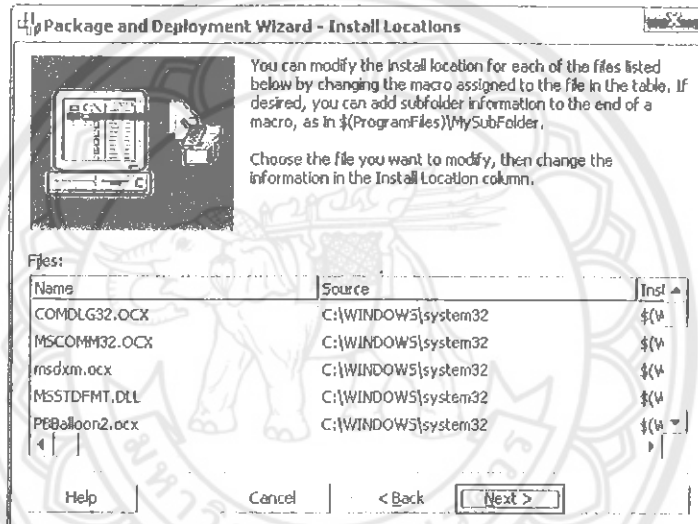 Package and Deployment Wizard - Install Locations
You can modify the install location for each of the files listed
below by changing the macro assigned to the file in the table. If
desired, you can add subfolder information to the end of a
macro, as in $(ProgramFiles)\MySubFolder.
Choose the file you want to modify, then change the
information in the Install Location column.
Files:
Name Source Inst
COMDLG32.OCX C:\WINDOWS\system32 $(W
MSCOMM32.OCX C:\WINDOWS\system32 $(W
msdxm.ocx C:\WINDOWS\system32 $(W
MSSTDFMT.DLL C:\WINDOWS\system32 $(W
PBBalloon2.ocx C:\WINDOWS\system32 $(W
Help Cancel < Back Next >